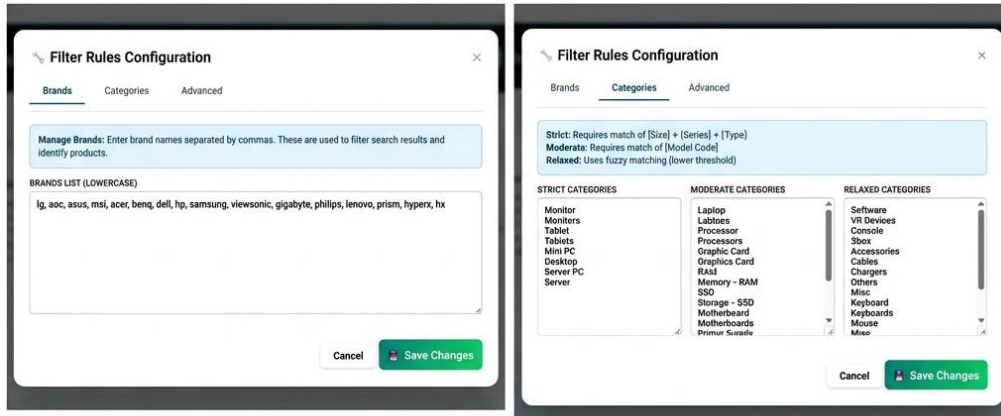 Filter Rules Configuration
×
Brands
Categories
Advanced
Manage Brands: Enter brand names separated by commas. These are used to filter search results and
identify products.
BRANDS LIST (LOWERCASE)
lg, aoc, asus, msi, acer, benq, dell, hp, samsung, viewsonic, gigabyte, philips, lenovo, prism, hyperx, hx
Cancel
Save Changes
Filter Rules Configuration
×
Brands
Categories
Advanced
Strict: Requires match of [Size] + (Series] + [Type]
Moderate: Requires match of [Model Code]
Relaxed: Uses fuzzy matching (lower threshold)
STRICT CATEGORIES
Monitor
Moniters
Tablet
Tabiets
Mini PC
Desktop
Server PC
Server
MODERATE CATEGORIES
Laplop
Labtoes
Processor
Processors
Graphic Card
Graphics Card
Memory - RAM
SSO
Storage - S5D
Motherbeard
Motherboards
RELAXED CATEGORIES
Software
VR Devices
Console
3box
Accessories
Cables
Chargers
Others
Misc
Keyboard
Keyboards
Mouse
Cancel
Save Changes